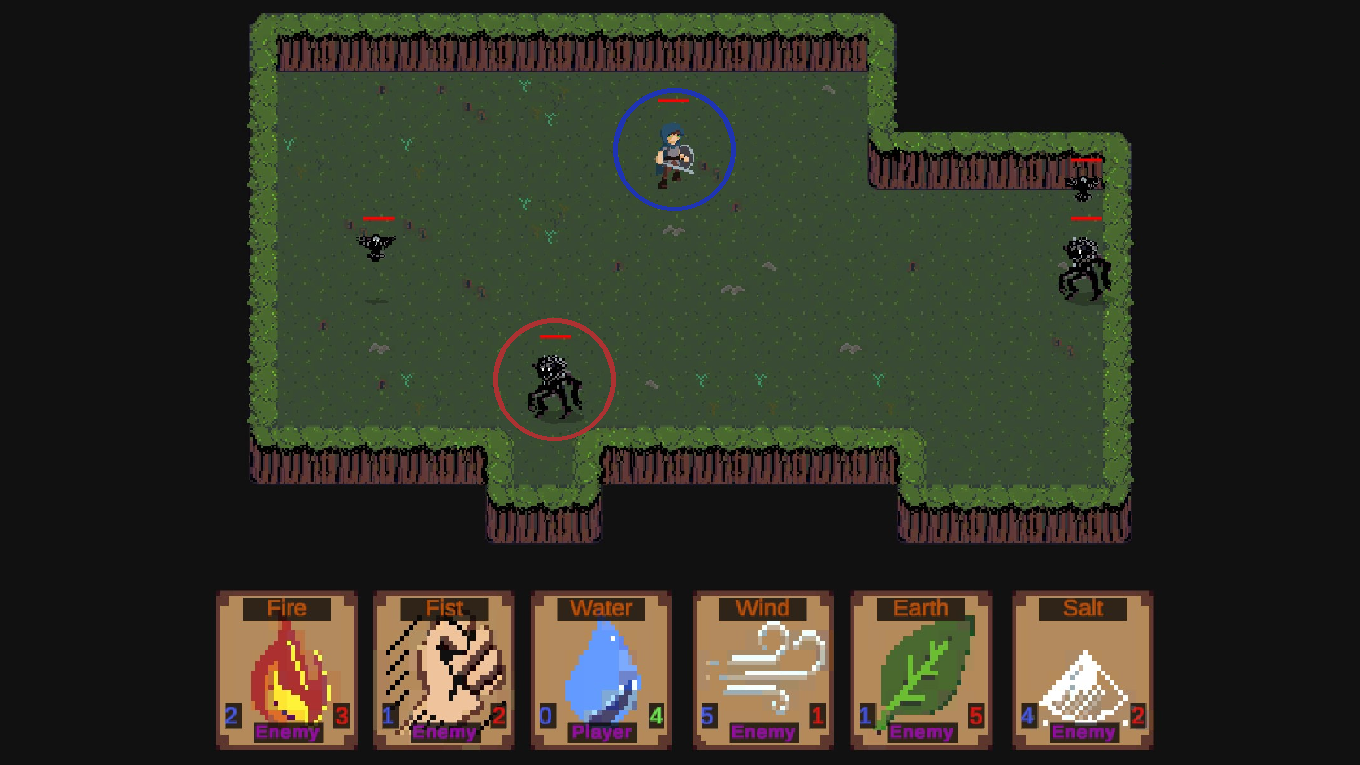 Fire
2 3
Enemy
Fist
1 2
Enemy
Water
0 4
Player
Wind
5 1
Enemy
Earth
1 5
Enemy
Salt
4 2
Enemy